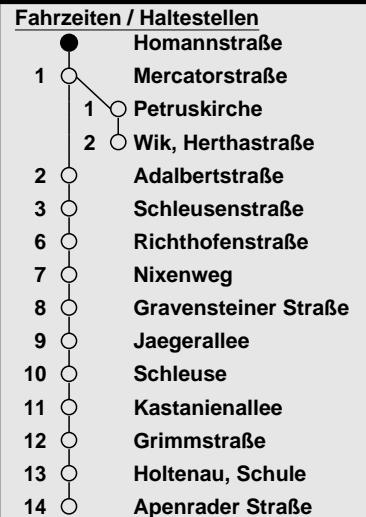 Fahrzeiten / Haltestellen
Homannstraße
1 Mercatorstraße
1 Petruskirche
2 Wik, Herthastraße
2 Adalbertstraße
3 Schleusenstraße
6 Richthofenstraße
7 Nixenweg
8 Gravensteiner Straße
9 Jaegerallee
10 Schleuse
11 Kastanienallee
12 Grimmstraße
13 Holtenau, Schule
14 Apenrader Straße